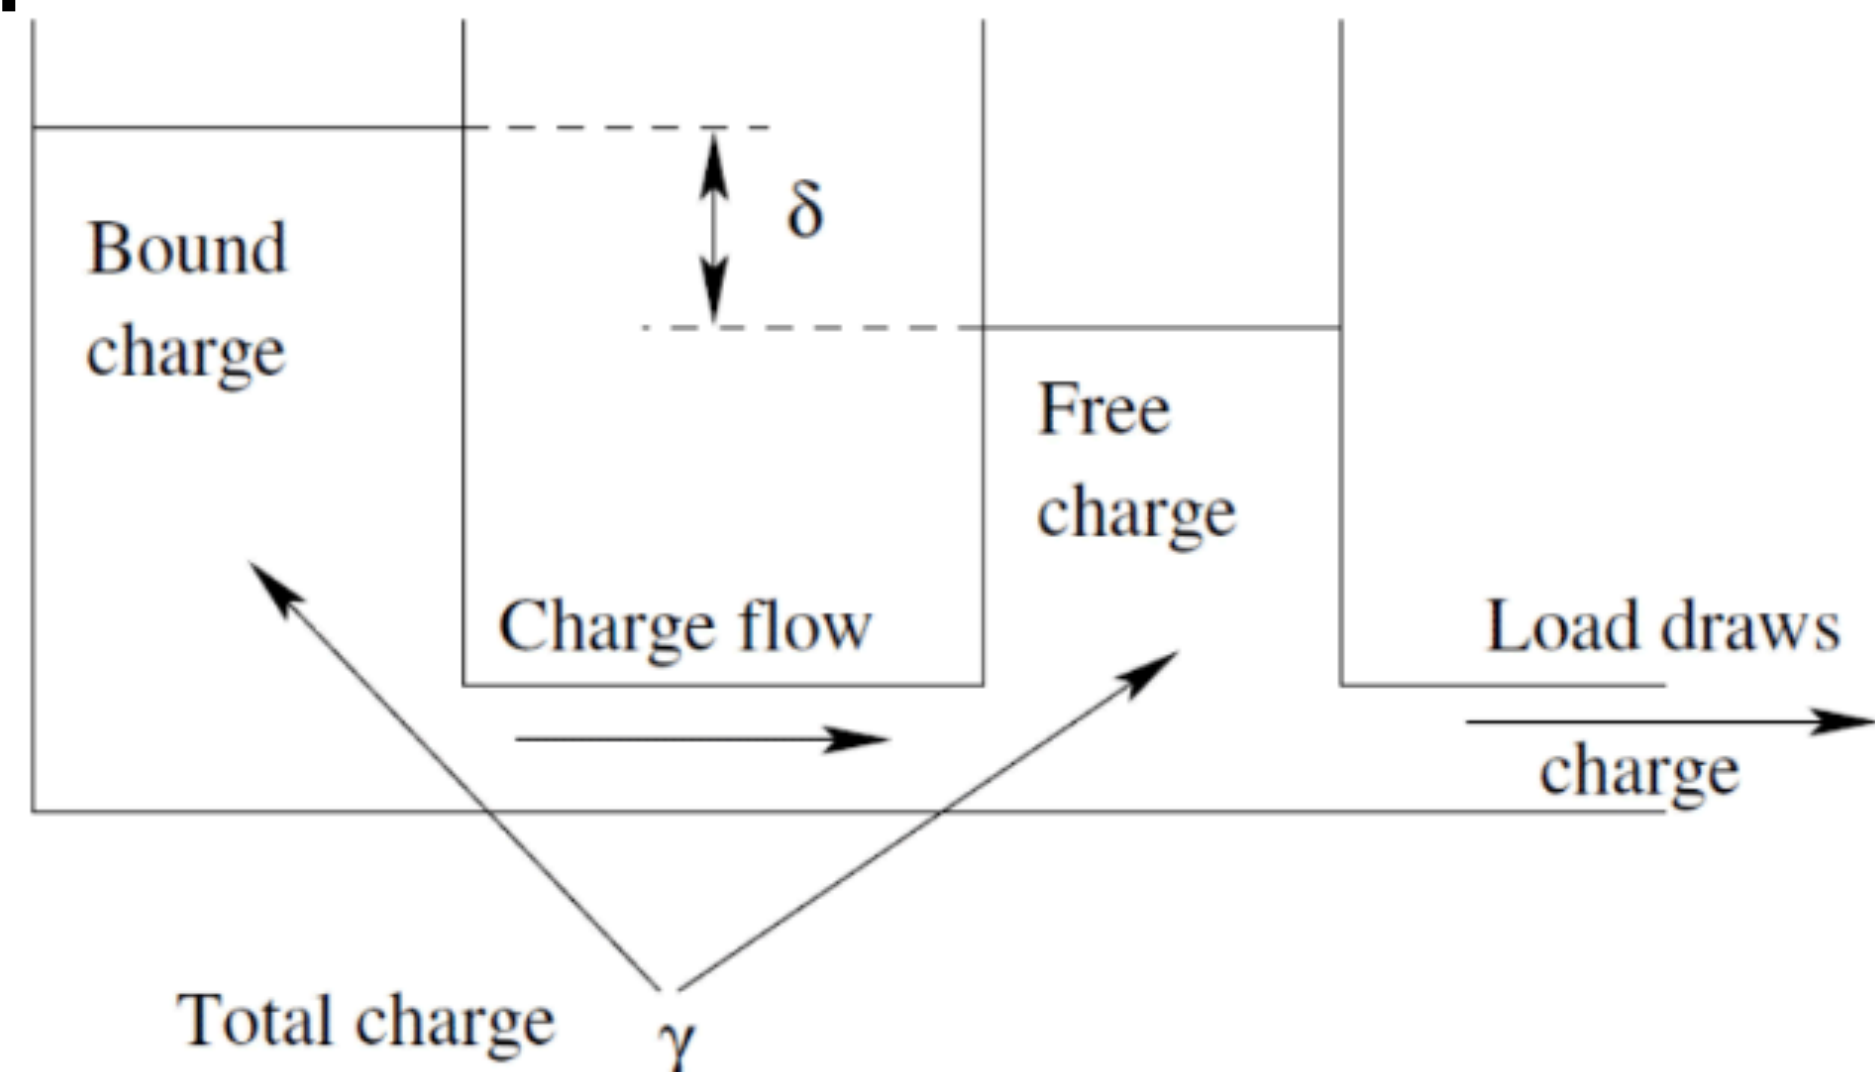 δ
Bound
charge
Free
charge
Charge flow
Load draws
charge
Total charge γ